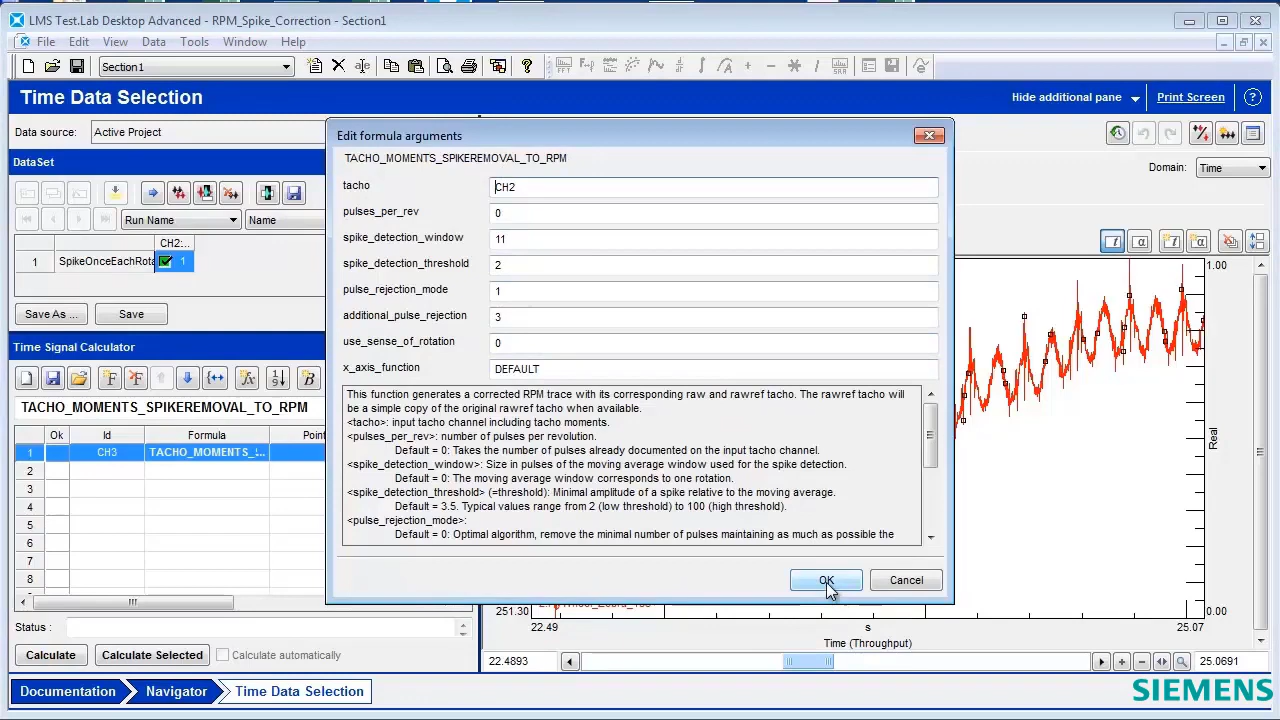 LMS Test.Lab Desktop Advanced - RPM_Spike_Correction - Section1
File Edit View Data Tools Window Help
Section1
Time Data Selection
Hide additional pane
Print Screen
Data source: Active Project
Domain: Time
DataSet
Run Name
Name
CH2:...
1 SpikeOnceEachRota 1
Save As ...
Save
Time Signal Calculator
TACHO_MOMENTS_SPIKEREMOVAL_TO_RPM
Ok Id Formula Point
1 CH3 TACHO_MOMENTS_:...
2
3
4
5
6
7
8
Status :
Calculate
Calculate Selected
Calculate automatically
Documentation
Navigator
Time Data Selection
Edit formula arguments
TACHO_MOMENTS_SPIKEREMOVAL_TO_RPM
tacho CH2
pulses_per_rev 0
spike_detection_window 11
spike_detection_threshold 2
pulse_rejection_mode 1
additional_pulse_rejection 3
use_sense_of_rotation 0
x_axis_function DEFAULT
This function generates a corrected RPM trace with its corresponding raw and rawref tacho. The rawref tacho will
be a simple copy of the original rawref tacho when available.
<tacho>: input tacho channel including tacho moments.
<pulses_per_rev>: number of pulses per revolution.
Default = 0: Takes the number of pulses already documented on the input tacho channel.
<spike_detection_window>: Size in pulses of the moving average window used for the spike detection.
Default = 0: The moving average window corresponds to one rotation.
<spike_detection_threshold> (=threshold): Minimal amplitude of a spike relative to the moving average.
Default = 3.5. Typical values range from 2 (low threshold) to 100 (high threshold).
<pulse_rejection_mode>:
Default = 0: Optimal algorithm, remove the minimal number of pulses maintaining as much as possible the
OK
Cancel
1.00
Real
0.00
251.30
22.49
s
25.07
Time (Throughput)
22.4893
25.0691
SIEMENS